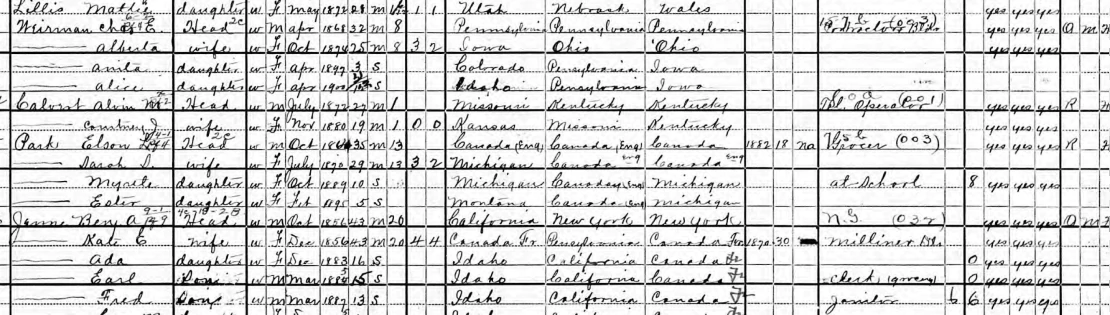 Lillis Mattie daughter w F May 1872 28 M 1 1 Utah Nebraska Wales yes yes yes
Weirman Chas E. Head w M Apr 1868 32 M 8 Pennsylvania Pennsylvania Pennsylvania yes yes yes O M
Alberta wife w F Oct 1874 25 M 8 3 2 Iowa Ohio Ohio yes yes yes
Anita daughter w F Apr 1897 3 S Colorado Pennsylvania Iowa
Alice daughter w F Apr 1900 S Idaho Pennsylvania Iowa
Calvert Alvin Head w M July 1872 27 M 1 Missouri Kentucky Kentucky Operator (001) yes yes yes R
Courtney J. wife w F Nov 1880 19 M 1 0 0 Kansas Missouri Kentucky yes yes yes
Park Elson Head w M Oct 1864 35 M 13 Canada (Eng) Canada Canada 1882 18 na Grocer (003) yes yes yes R
Sarah wife w F July 1870 29 M 13 3 2 Michigan Canada Eng Canada Eng yes yes yes
Myrite daughter w F Oct 1889 10 S Michigan Canada (Eng) Michigan at School 8 yes yes yes
Ester daughter w F Feb 1895 5 S Montana Canada (Eng) Michigan
Jenne Benj A Head w M Oct 1856 43 M 20 California New York New York (032) yes yes yes O M
Kate E wife w F Dec 1856 43 M 20 4 4 Canada Fr. Pensylvania Canada Fr 1870 30 milliner yes yes yes
Ada daughter w F Dec 1883 16 S Idaho California Canada Fr 0 yes yes yes
Earl Son w M Mar 1885 15 S Idaho California Canada Fr Clerk (grocery) 0 yes yes yes
Fred Son w M Mar 1887 13 S Idaho California Canada Fr Janitor 6 6 yes yes yes